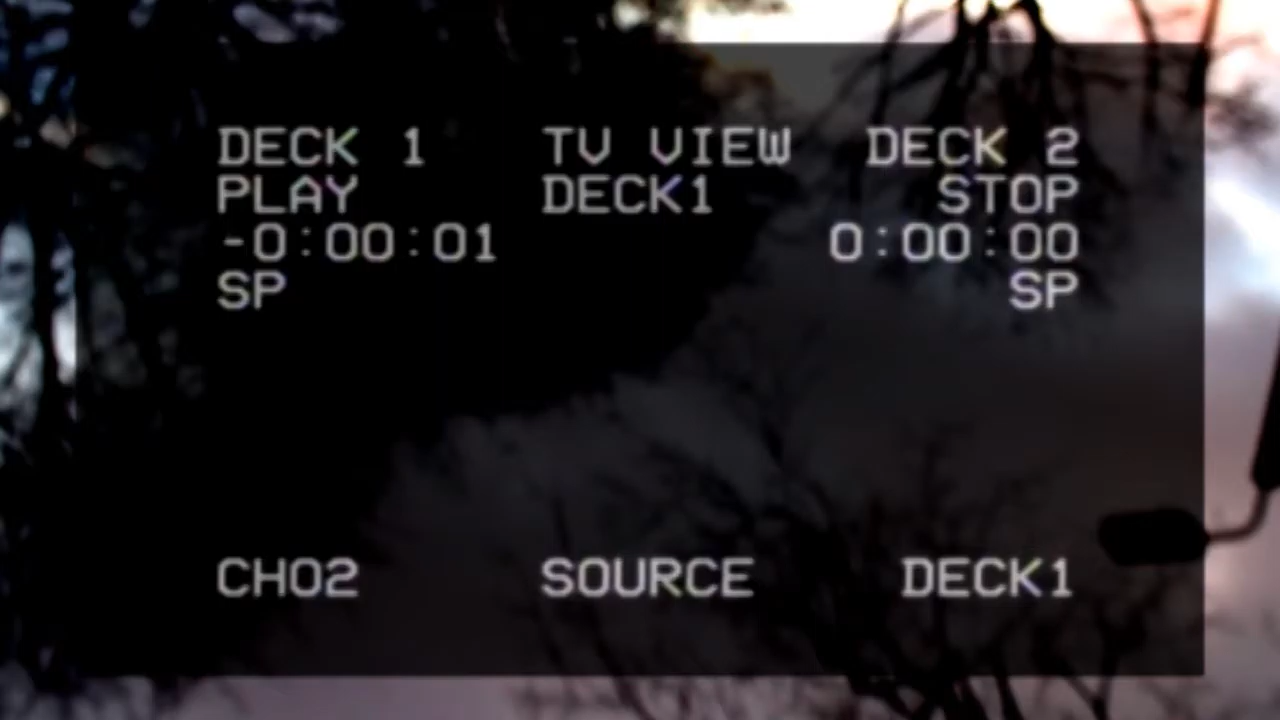 DECK 1 TV VIEW DECK 2
PLAY DECK1 STOP
-0:00:01 0:00:00
SP SP
CH02 SOURCE DECK1